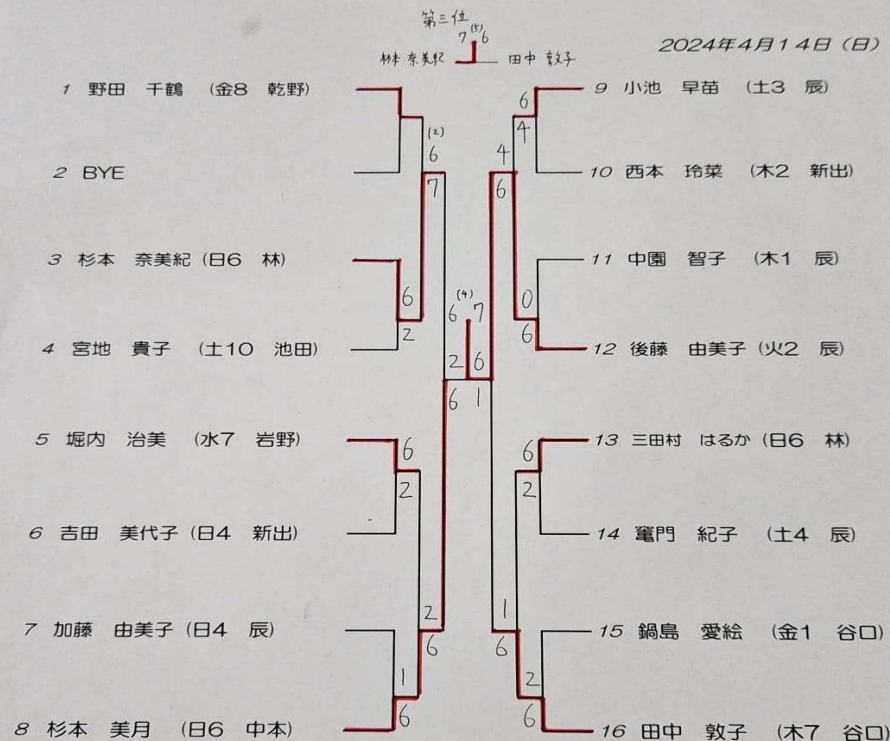 第三位
7 (5) 6
杉本 奈美紀 田中 敦子
2024年4月14日（日）
1 野田 千鶴 （金8 乾野）
2 BYE
3 杉本 奈美紀（日6 林）
4 宮地 貴子 （土10 池田）
5 堀内 治美 （水7 岩野）
6 吉田 美代子（日4 新出）
7 加藤 由美子（日4 辰）
8 杉本 美月 （日6 中本）
(2)
6
7
6
2
6
2
2
6
1
6
(4)
6 7
2 6
6 1
6
4
4
6
0
6
6
2
1
6
2
6
9 小池 早苗 （土3 辰）
10 西本 玲菜 （木2 新出）
11 中園 智子 （木1 辰）
12 後藤 由美子（火2 辰）
13 三田村 はるか（日6 林）
14 竃門 紀子 （土4 辰）
15 鍋島 愛絵 （金1 谷口）
16 田中 敦子（木7 谷口）